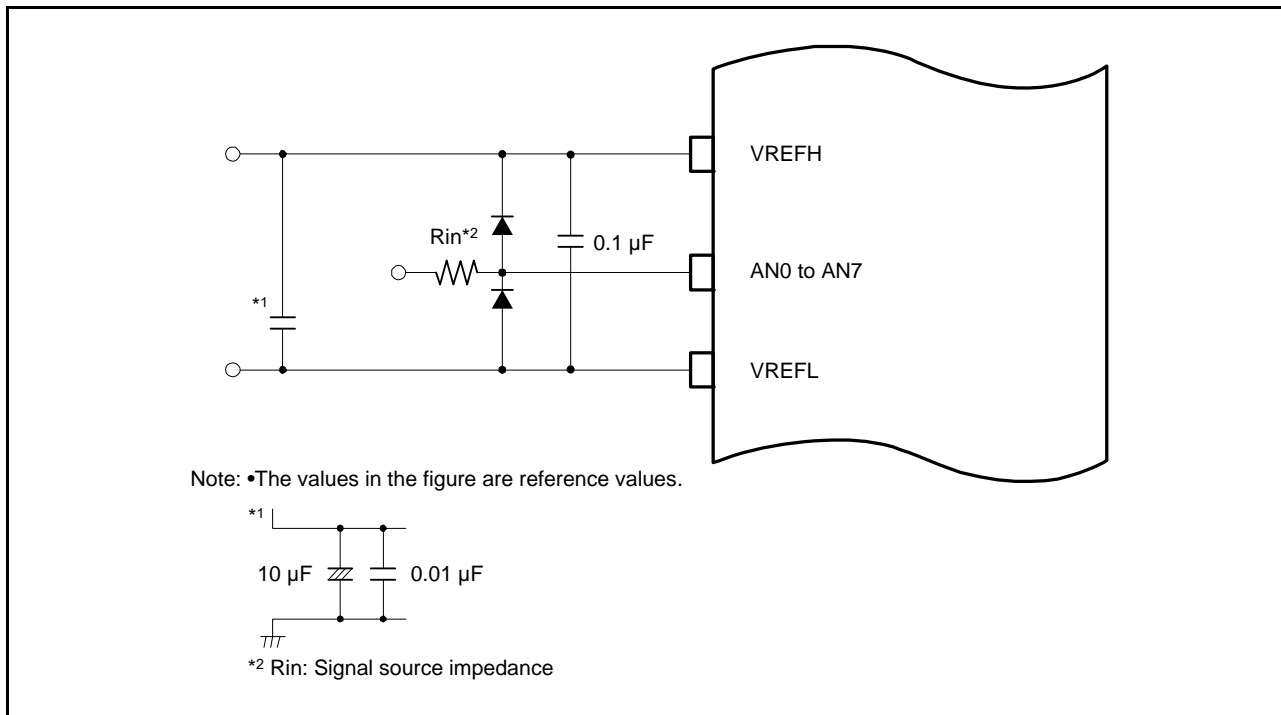 VREFH
Rin*2
0.1 µF
AN0 to AN7
*1
VREFL
Note: •The values in the figure are reference values.
*1
10 µF
0.01 µF
*2 Rin: Signal source impedance